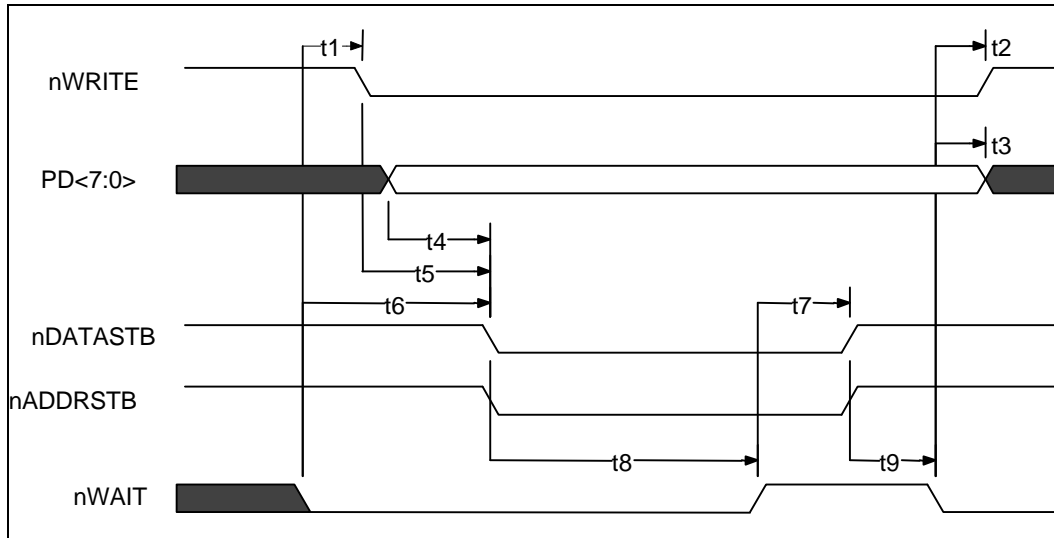 t1
t2
nWRITE
t3
PD<7:0>
t4
t5
t6
t7
nDATASTB
nADDRSTB
t8
t9
nWAIT